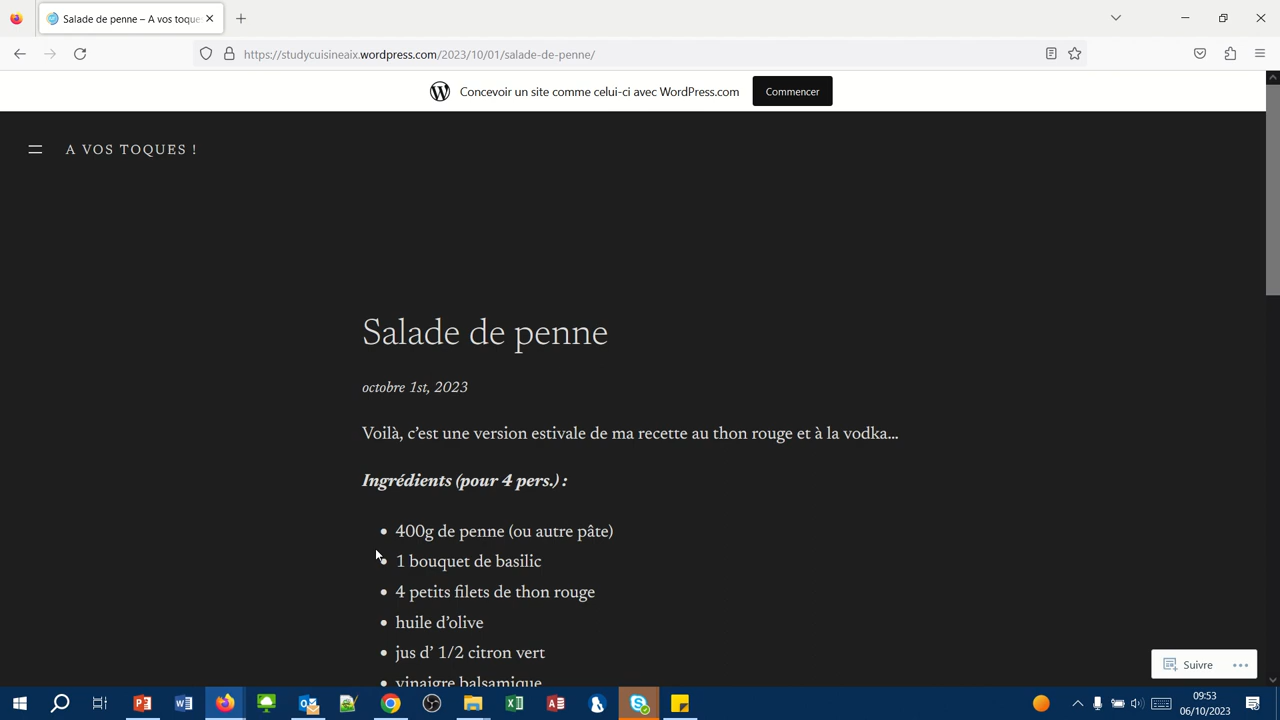 Salade de penne – A vos toque
https://studycuisineaix.wordpress.com/2023/10/01/salade-de-penne/
Concevoir un site comme celui-ci avec WordPress.com
Commencer
A VOS TOQUES !
Salade de penne
octobre 1st, 2023
Voilà, c’est une version estivale de ma recette au thon rouge et à la vodka…
Ingrédients (pour 4 pers.) :
• 400g de penne (ou autre pâte)
• 1 bouquet de basilic
• 4 petits filets de thon rouge
• huile d’olive
• jus d’ 1/2 citron vert
• vinaigre balsamique
Suivre
09:53
06/10/2023